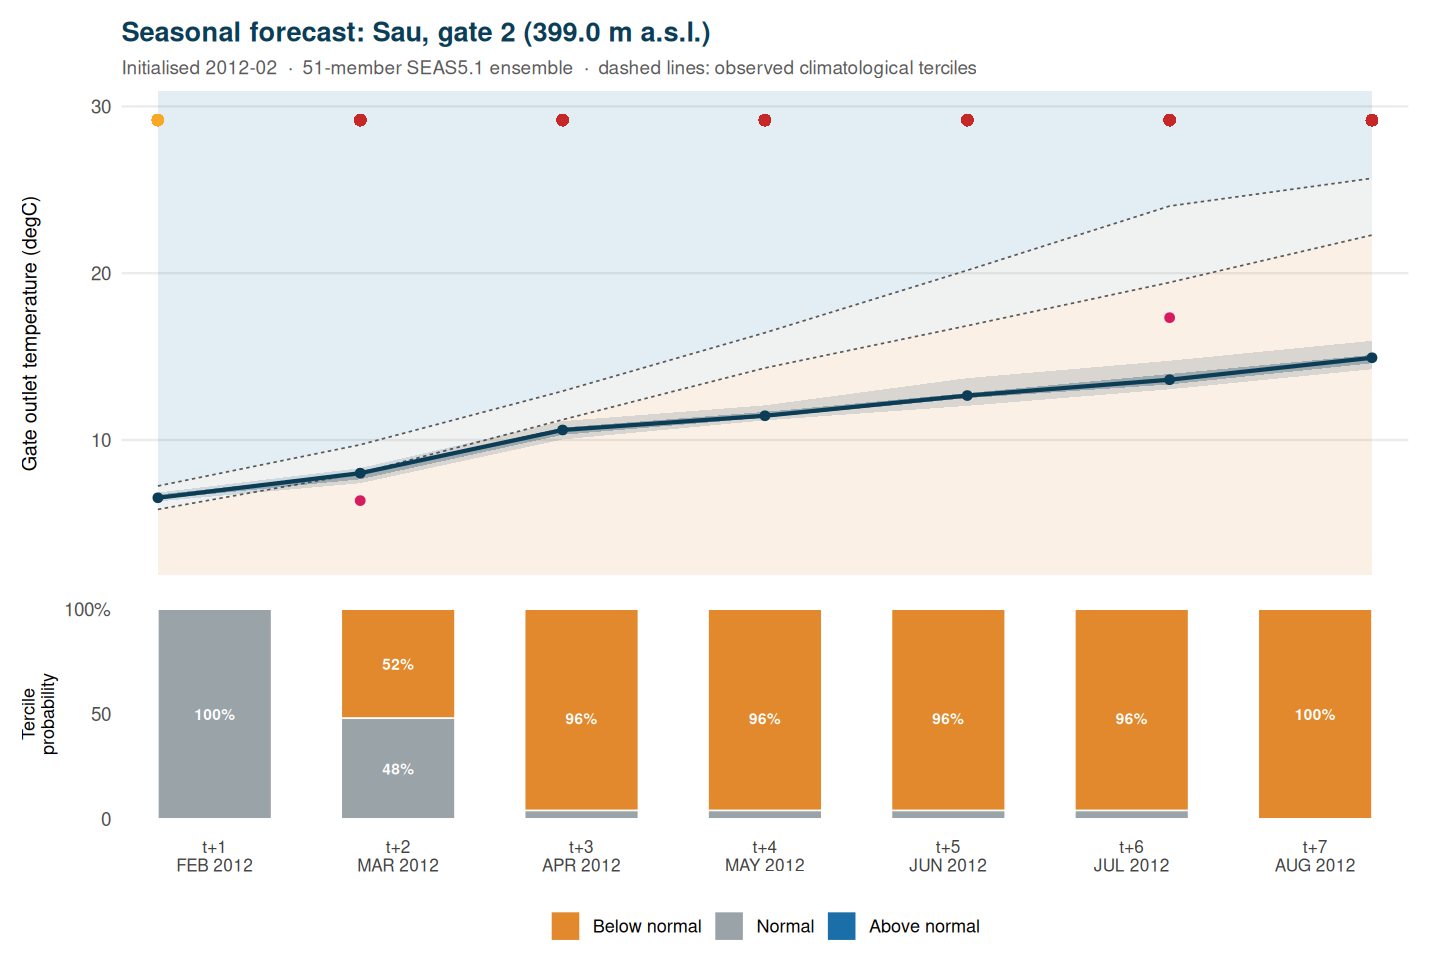 Seasonal forecast: Sau, gate 2 (399.0 m a.s.l.)
Initialised 2012-02 · 51-member SEAS5.1 ensemble · dashed lines: observed climatological terciles
Gate outlet temperature (degC)
30
20
10
Tercile
probability
100%
50
0
100%
52%
48%
96%
96%
96%
96%
100%
t+1
FEB 2012
t+2
MAR 2012
t+3
APR 2012
t+4
MAY 2012
t+5
JUN 2012
t+6
JUL 2012
t+7
AUG 2012
Below normal
Normal
Above normal